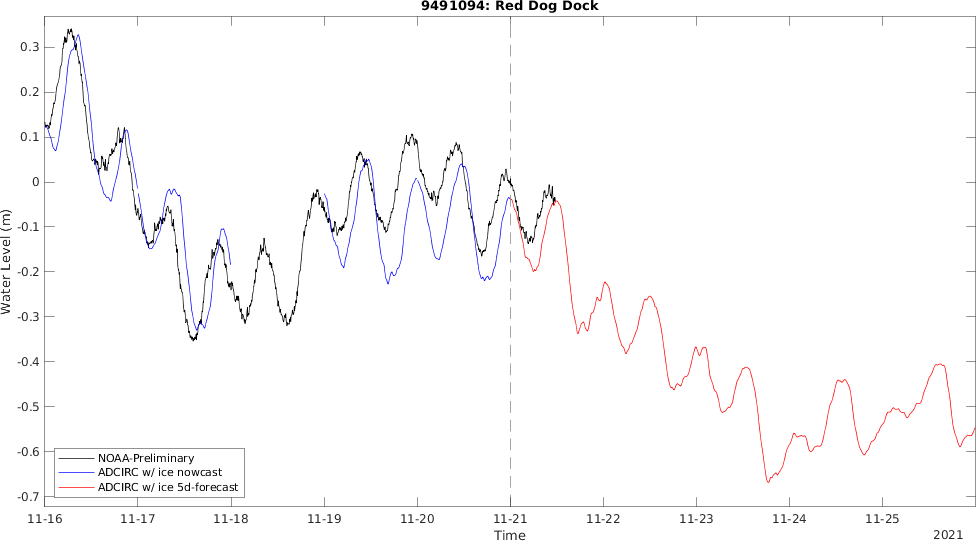 9491094: Red Dog Dock
Water Level (m)
0.3
0.2
0.1
0
-0.1
-0.2
-0.3
-0.4
-0.5
-0.6
-0.7
NOAA-Preliminary
ADCIRC w/ ice nowcast
ADCIRC w/ ice 5d-forecast
11-16 11-17 11-18 11-19 11-20 11-21 11-22 11-23 11-24 11-25
Time
2021